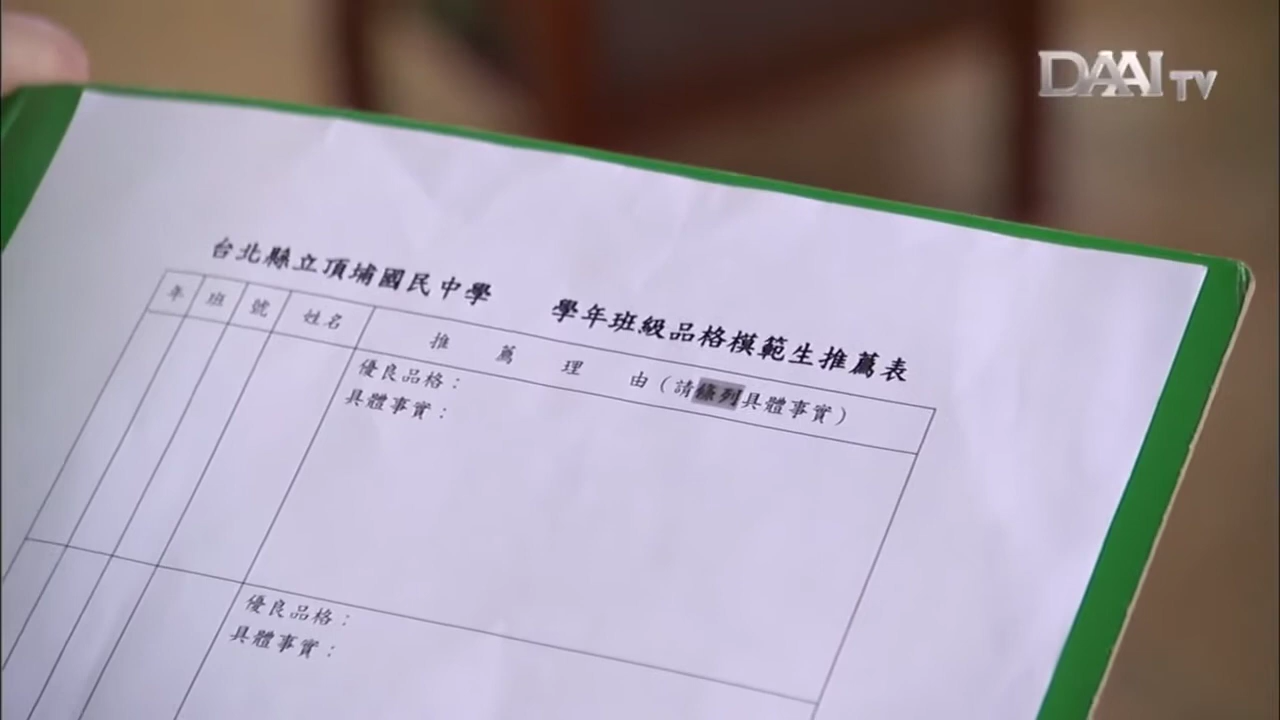 DAAI TV
台北縣立頂埔國民中學 學年班級品格模範生推薦表
年 班 號 姓名 推薦理由（請條列具體事實）
優良品格：
具體事實：
優良品格：
具體事實：